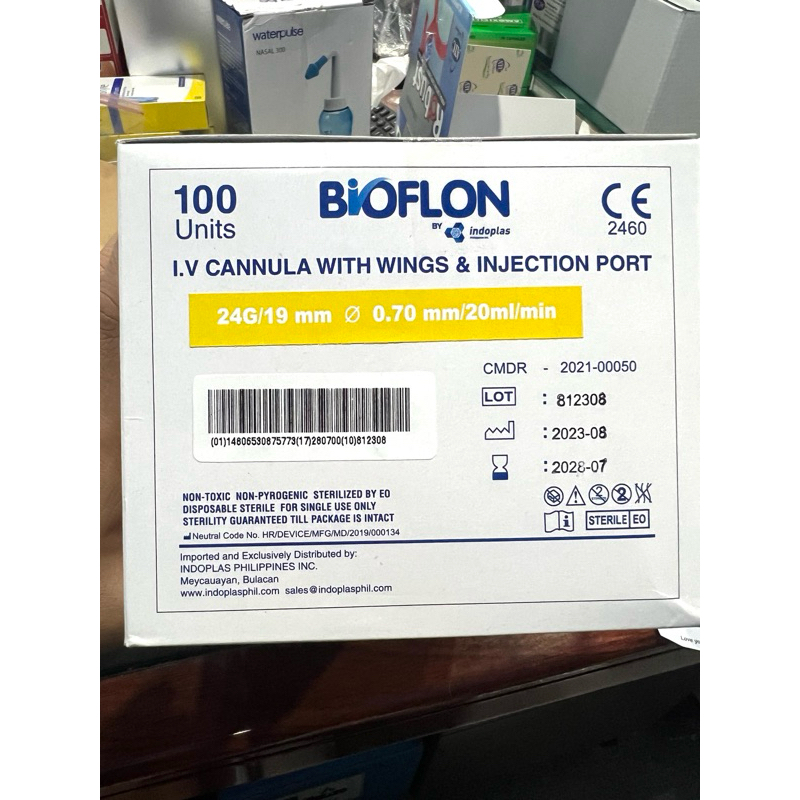 waterpulse
NASAL 300
100
Units
BiOFLON
BY indoplas
CE
2460
I.V CANNULA WITH WINGS & INJECTION PORT
24G/19 mm Ø 0.70 mm/20ml/min
CMDR - 2021-00050
LOT : 812308
: 2023-08
: 2028-07
(01)14806530875773(17)280700(10)812308
NON-TOXIC NON-PYROGENIC STERILIZED BY EO
DISPOSABLE STERILE FOR SINGLE USE ONLY
STERILITY GUARANTEED TILL PACKAGE IS INTACT
Neutral Code No. HR/DEVICE/MFG/MD/2019/000134
STERILE EO
Imported and Exclusively Distributed by:
INDOPLAS PHILIPPINES INC.
Meycauayan, Bulacan
www.indoplasphil.com sales@indoplasphil.com